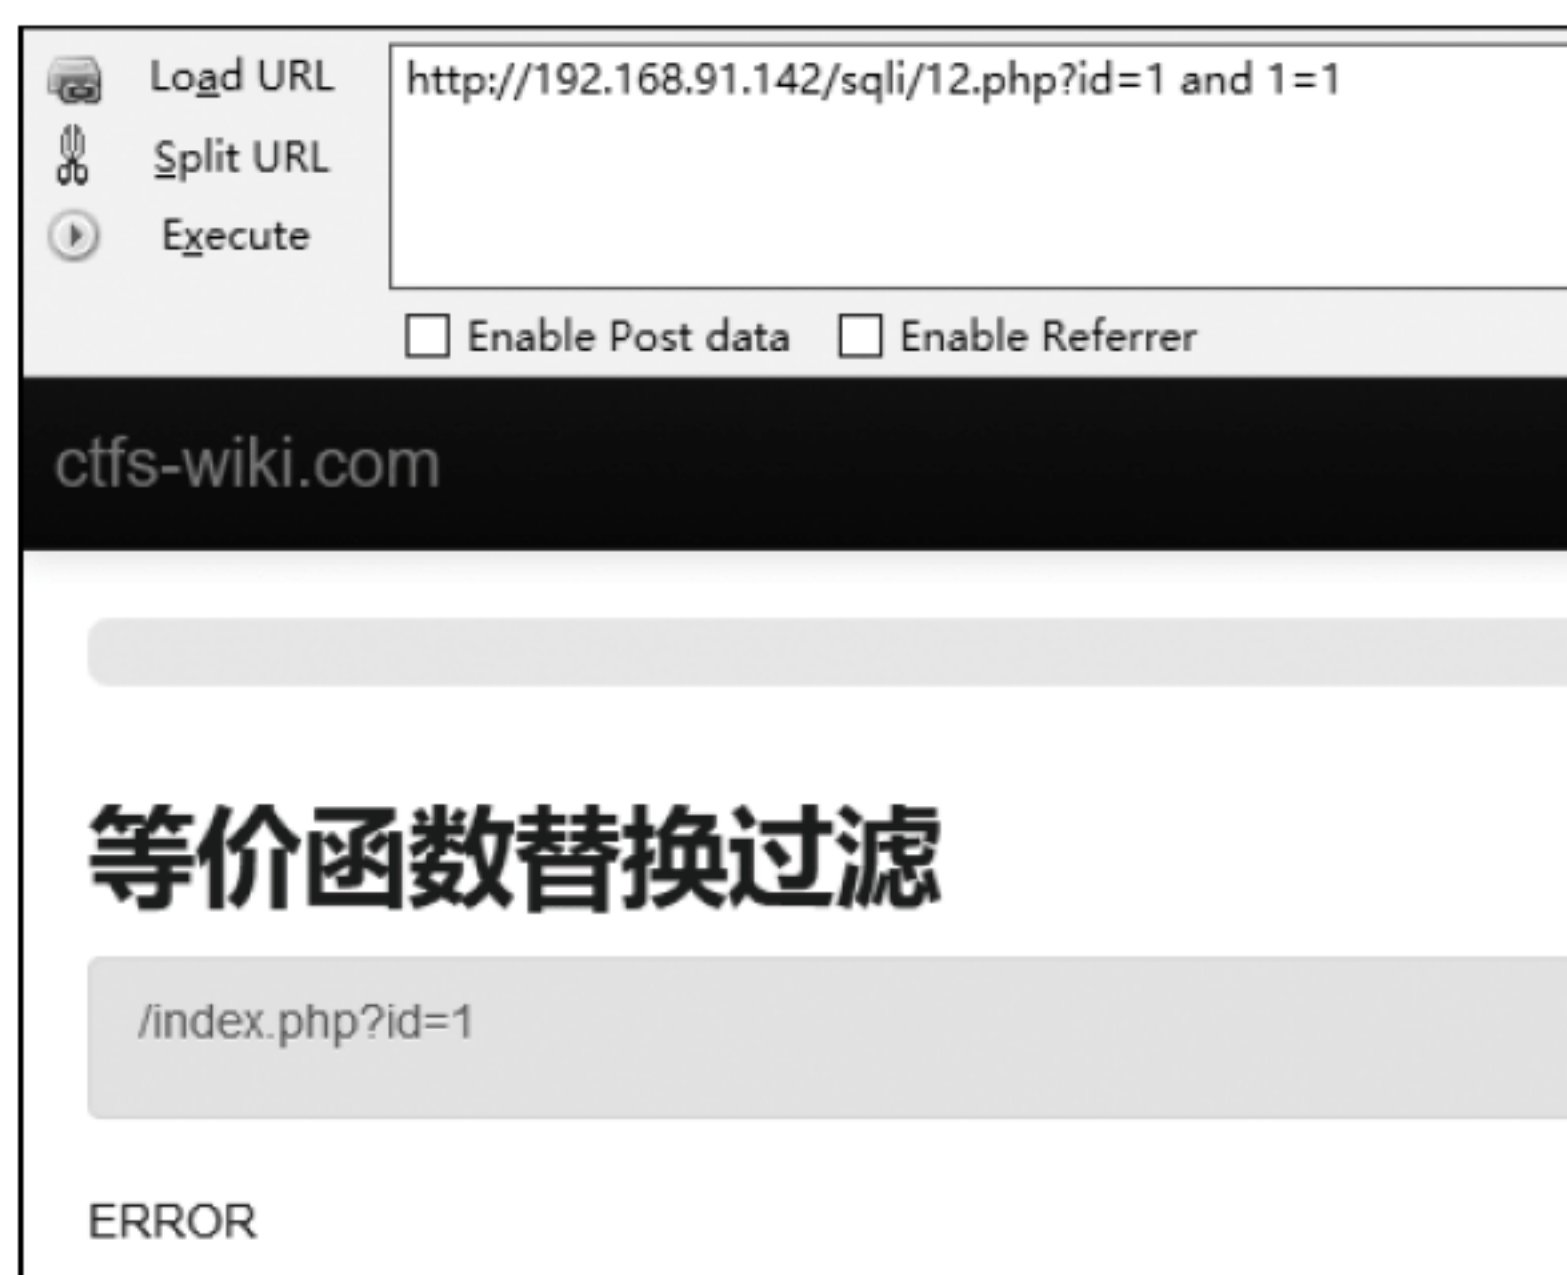 Load URL
http://192.168.91.142/sqli/12.php?id=1 and 1=1
Split URL
Execute
Enable Post data
Enable Referrer
ctfs-wiki.com
等价函数替换过滤
/index.php?id=1
ERROR